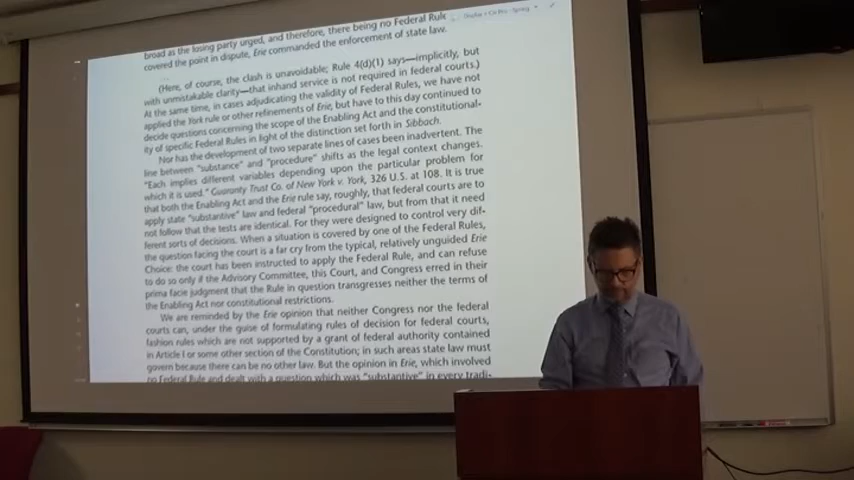 broad as the losing party urged, and therefore, there being no Federal Rule
covered the point in dispute, Erie commanded the enforcement of state law.
(Here, of course, the clash is unavoidable; Rule 4(d)(1) says—implicitly, but
with unmistakable clarity—that inhand service is not required in federal courts.)
At the same time, in cases adjudicating the validity of Federal Rules, we have not
applied the York rule or other refinements of Erie, but have to this day continued to
decide questions concerning the scope of the Enabling Act and the constitutional-
ity of specific Federal Rules in light of the distinction set forth in Sibbach.
Nor has the development of two separate lines of cases been inadvertent. The
line between "substance" and "procedure" shifts as the legal context changes.
"Each implies different variables depending upon the particular problem for
which it is used." Guaranty Trust Co. of New York v. York, 326 U.S. at 108. It is true
that both the Enabling Act and the Erie rule say, roughly, that federal courts are to
apply state "substantive" law and federal "procedural" law, but from that it need
not follow that the tests are identical. For they were designed to control very dif-
ferent sorts of decisions. When a situation is covered by one of the Federal Rules,
the question facing the court is a far cry from the typical, relatively unguided Erie
Choice: the court has been instructed to apply the Federal Rule, and can refuse
to do so only if the Advisory Committee, this Court, and Congress erred in their
prima facie judgment that the Rule in question transgresses neither the terms of
the Enabling Act nor constitutional restrictions.
We are reminded by the Erie opinion that neither Congress nor the federal
courts can, under the guise of formulating rules of decision for federal courts,
fashion rules which are not supported by a grant of federal authority contained
in Article I or some other section of the Constitution; in such areas state law must
govern because there can be no other law. But the opinion in Erie, which involved
no Federal Rule and dealt with a question which was "substantive" in every tradi-